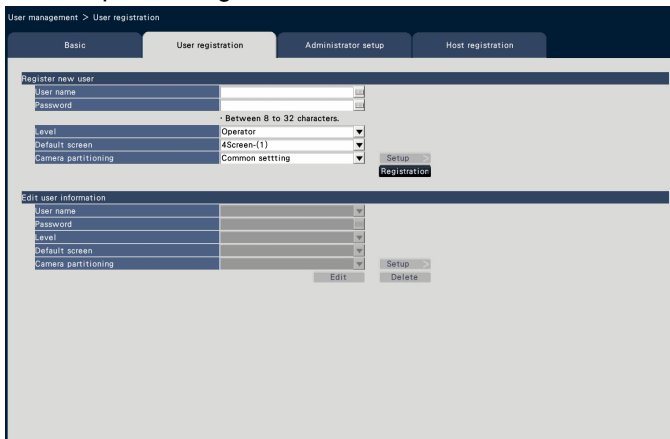 User management > User registration
Basic User registration Administrator setup Host registration
Register new user
User name
Password
· Between 8 to 32 characters.
Level Operator
Default screen 4Screen-(1)
Camera partitioning Common settting Setup >
Registration
Edit user information
User name
Password
Level
Default screen
Camera partitioning Setup >
Edit Delete